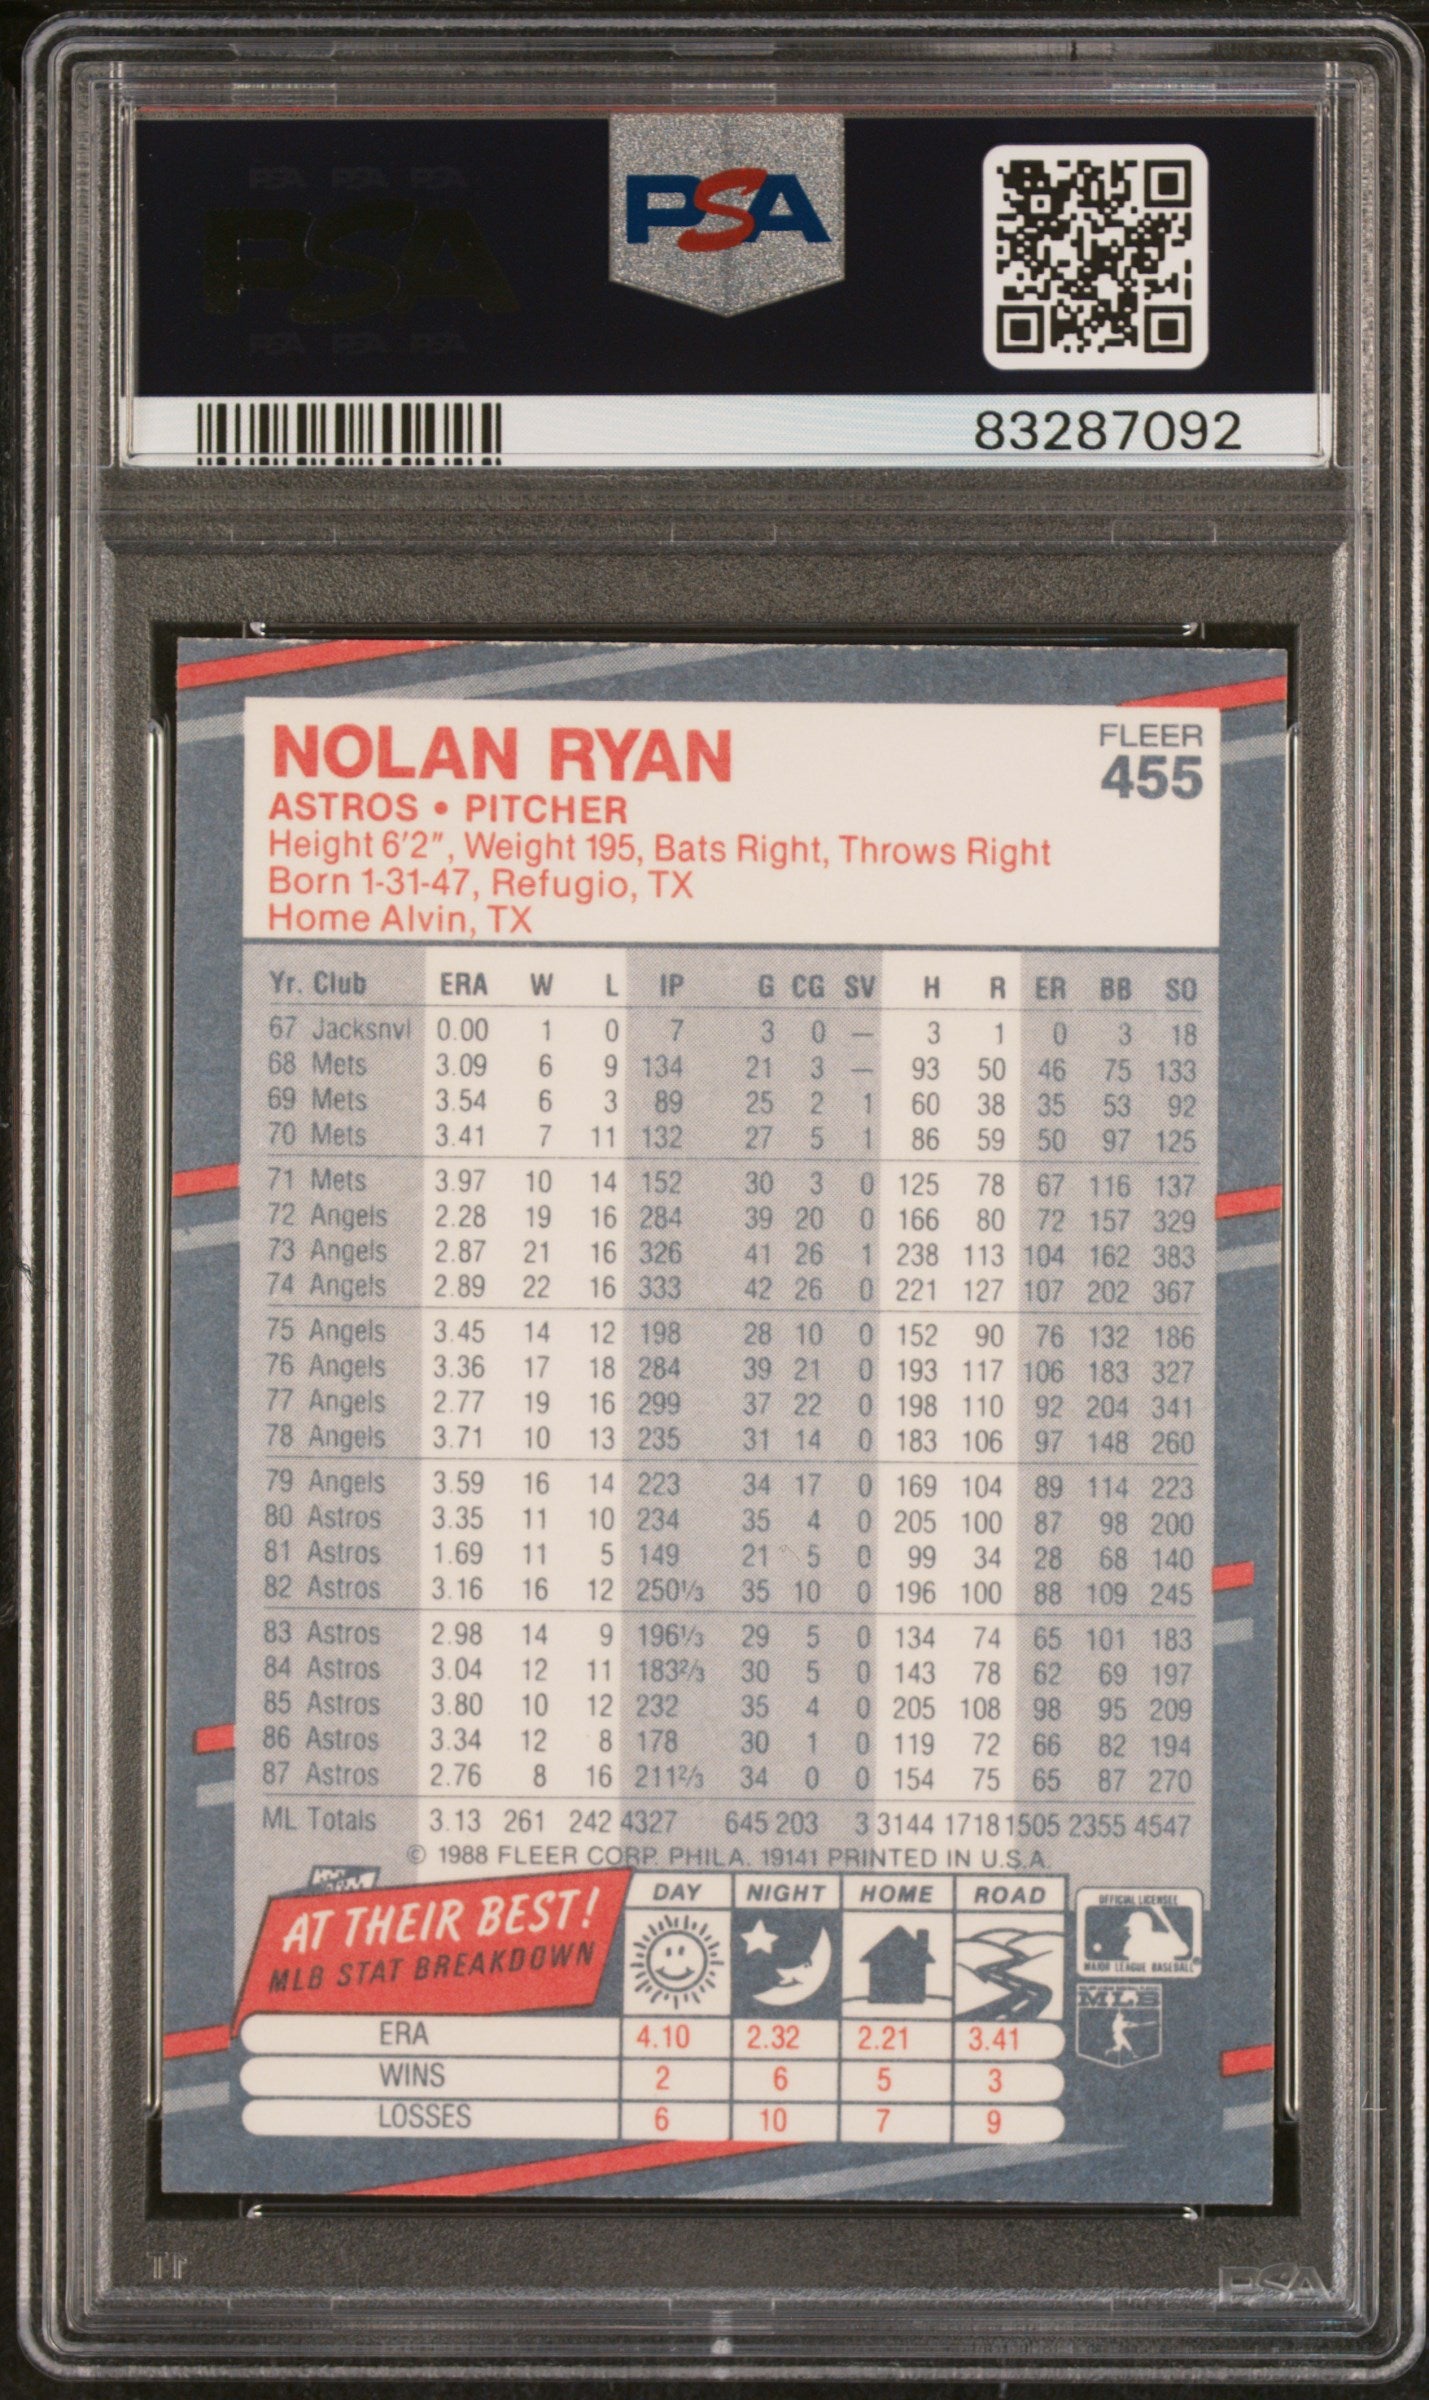 PSA PSA PSA
PSA
PSA PSA PSA
PSA
83287092
NOLAN RYAN
FLEER
455
ASTROS • PITCHER
Height 6'2", Weight 195, Bats Right, Throws Right
Born 1-31-47, Refugio, TX
Home Alvin, TX
Yr. Club ERA W L IP G CG SV H R ER BB SO
67 Jacksnvl 0.00 1 0 7 3 0 — 3 1 0 3 18
68 Mets 3.09 6 9 134 21 3 — 93 50 46 75 133
69 Mets 3.54 6 3 89 25 2 1 60 38 35 53 92
70 Mets 3.41 7 11 132 27 5 1 86 59 50 97 125
71 Mets 3.97 10 14 152 30 3 0 125 78 67 116 137
72 Angels 2.28 19 16 284 39 20 0 166 80 72 157 329
73 Angels 2.87 21 16 326 41 26 1 238 113 104 162 383
74 Angels 2.89 22 16 333 42 26 0 221 127 107 202 367
75 Angels 3.45 14 12 198 28 10 0 152 90 76 132 186
76 Angels 3.36 17 18 284 39 21 0 193 117 106 183 327
77 Angels 2.77 19 16 299 37 22 0 198 110 92 204 341
78 Angels 3.71 10 13 235 31 14 0 183 106 97 148 260
79 Angels 3.59 16 14 223 34 17 0 169 104 89 114 223
80 Astros 3.35 11 10 234 35 4 0 205 100 87 98 200
81 Astros 1.69 11 5 149 21 5 0 99 34 28 68 140
82 Astros 3.16 16 12 250⅓ 35 10 0 196 100 88 109 245
83 Astros 2.98 14 9 196⅓ 29 5 0 134 74 65 101 183
84 Astros 3.04 12 11 183⅔ 30 5 0 143 78 62 69 197
85 Astros 3.80 10 12 232 35 4 0 205 108 98 95 209
86 Astros 3.34 12 8 178 30 1 0 119 72 66 82 194
87 Astros 2.76 8 16 211⅔ 34 0 0 154 75 65 87 270
ML Totals 3.13 261 242 4327 645 203 3 3144 1718 1505 2355 4547
© 1988 FLEER CORP. PHILA. 19141 PRINTED IN U.S.A.
AT THEIR BEST!
MLB STAT BREAKDOWN
DAY NIGHT HOME ROAD
ERA 4.10 2.32 2.21 3.41
WINS 2 6 5 3
LOSSES 6 10 7 9
OFFICIAL LICENSEE
MAJOR LEAGUE BASEBALL
MLB
PSA